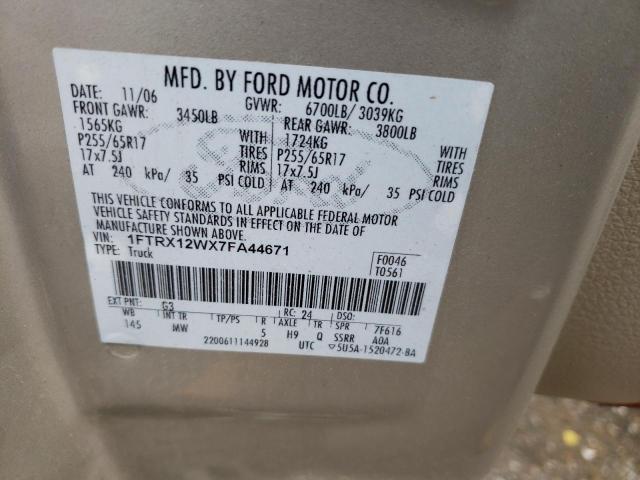 MFD. BY FORD MOTOR CO.
DATE: 11/06 GVWR: 6700LB/ 3039KG
FRONT GAWR: 3450LB REAR GAWR: 3800LB
1565KG WITH 1724KG WITH
P255/65R17 TIRES P255/65R17 TIRES
17x7.5J RIMS 17x7.5J RIMS
AT 240 kPa/ 35 PSI COLD AT 240 kPa/ 35 PSI COLD
THIS VEHICLE CONFORMS TO ALL APPLICABLE FEDERAL MOTOR
VEHICLE SAFETY STANDARDS IN EFFECT ON THE DATE OF
MANUFACTURE SHOWN ABOVE.
VIN: 1FTRX12WX7FA44671 F0046
TYPE: Truck T0561
EXT PNT: G3 RC: 24 DSO:
WB INT TR TP/PS R AXLE TR SPR 7F616
145 MW 5 H9 Q SSRR A0A
2200611144928 UTC ▽5U5A-1520472-BA